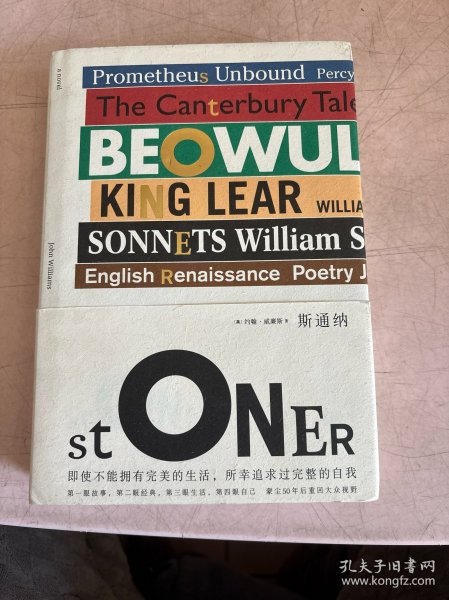 a novel
Prometheus Unbound Percy
The Canterbury Tale
BEOWUL
KING LEAR WILLIA
SONNETS William S
English Renaissance Poetry J
John Williams
(美) 约翰·威廉斯 著 斯通纳
stONER
即使不能拥有完美的生活，所幸追求过完整的自我
第一眼故事，第二眼经典，第三眼生活，第四眼自己 蒙尘50年后重回大众视野
孔夫子旧书网
www.kongfz.com